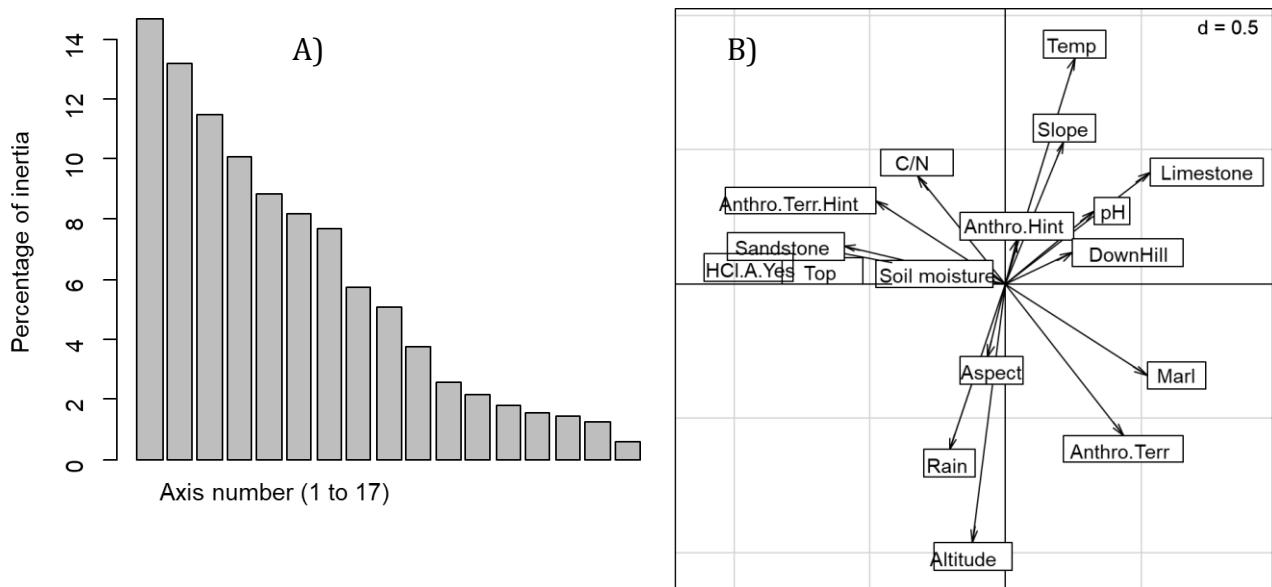 A)
14
12
10
8
6
4
2
0
Percentage of inertia
Axis number (1 to 17)
B)
d = 0.5
Temp
Slope
C/N
Limestone
Anthro.Terr.Hint
pH
Anthro.Hint
Sandstone
DownHill
HCl.A.Yes
Top
Soil moisture
Aspect
Marl
Anthro.Terr
Rain
Altitude